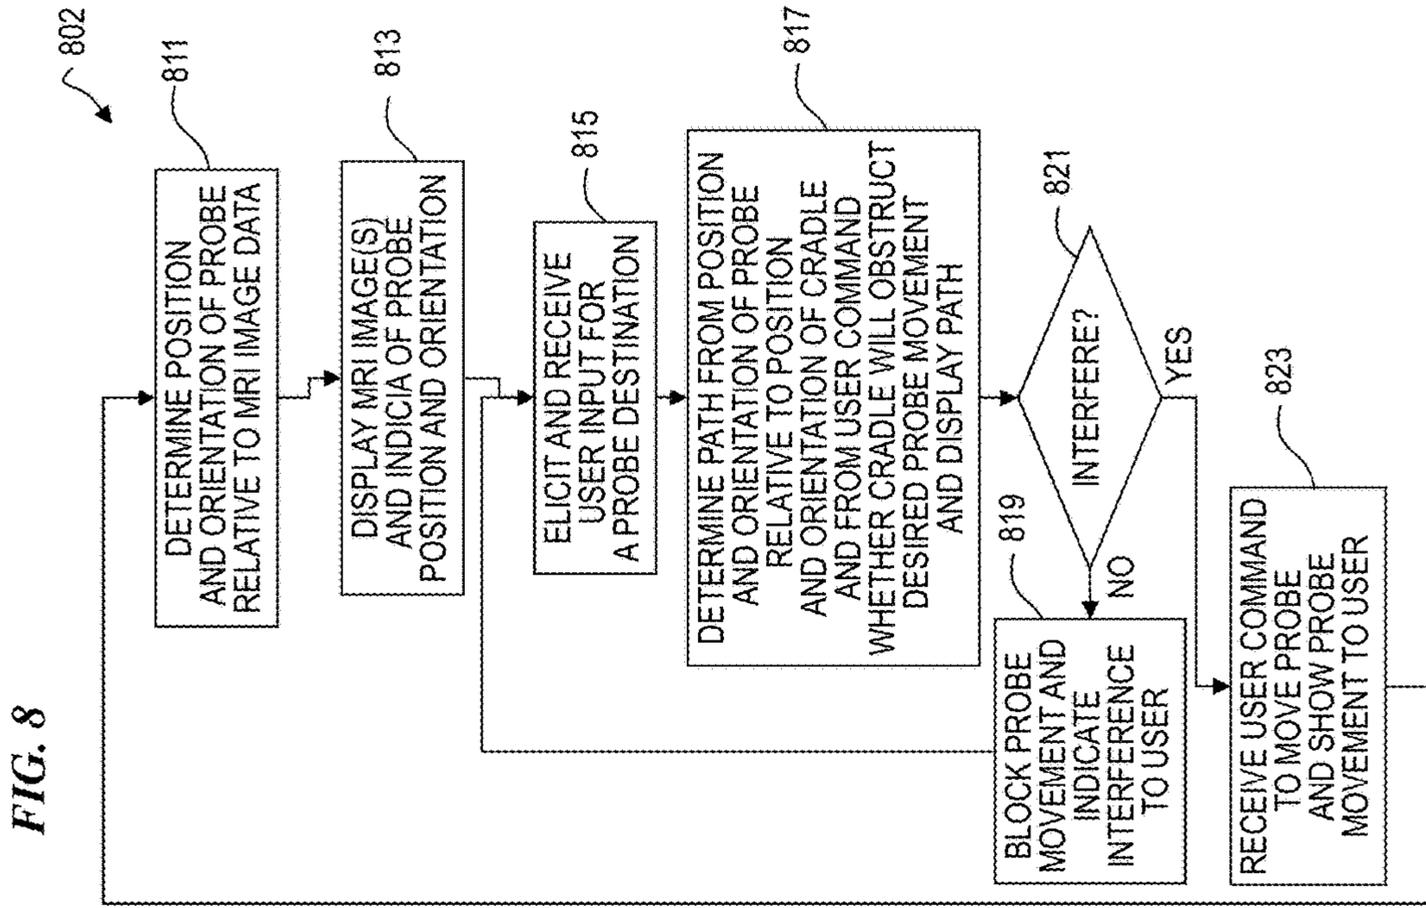 FIG. 8
802
811
DETERMINE POSITION
AND ORIENTATION OF PROBE
RELATIVE TO MRI IMAGE DATA
813
DISPLAY MRI IMAGE(S)
AND INDICIA OF PROBE
POSITION AND ORIENTATION
815
ELICIT AND RECEIVE
USER INPUT FOR
A PROBE DESTINATION
817
DETERMINE PATH FROM POSITION
AND ORIENTATION OF PROBE
RELATIVE TO POSITION
AND ORIENTATION OF CRADLE
AND FROM USER COMMAND
WHETHER CRADLE WILL OBSTRUCT
DESIRED PROBE MOVEMENT
AND DISPLAY PATH
821
INTERFERE?
NO
YES
819
BLOCK PROBE
MOVEMENT AND
INDICATE
INTERFERENCE
TO USER
823
RECEIVE USER COMMAND
TO MOVE PROBE
AND SHOW PROBE
MOVEMENT TO USER